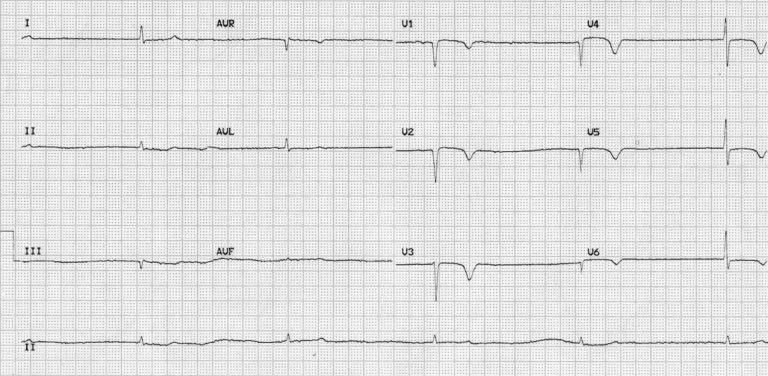 I AVR V1 V4
II AVL V2 V5
III AVF V3 V6
II